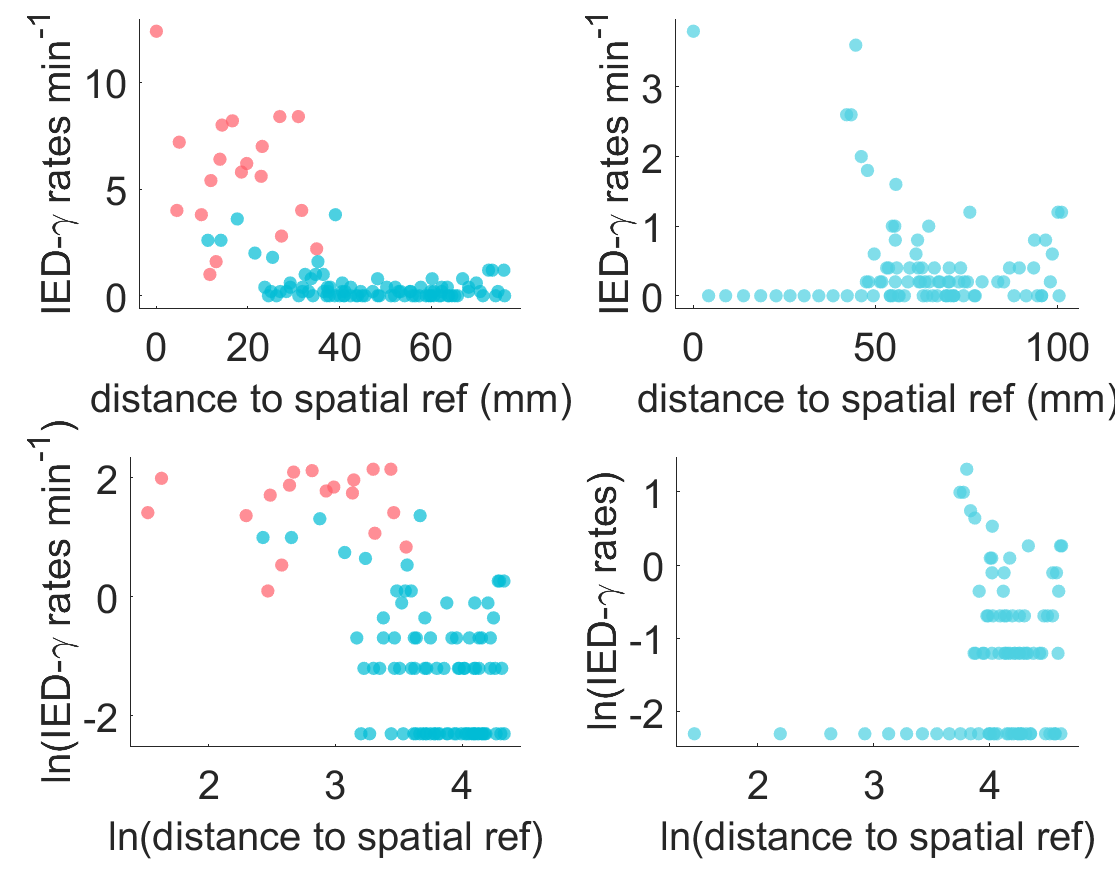 IED-γ rates min⁻¹
10
5
0
0 20 40 60
distance to spatial ref (mm)
IED-γ rates min⁻¹
3
2
1
0
0 50 100
distance to spatial ref (mm)
ln(IED-γ rates min⁻¹)
2
0
-2
2 3 4
ln(distance to spatial ref)
ln(IED-γ rates)
1
0
-1
-2
2 3 4
ln(distance to spatial ref)